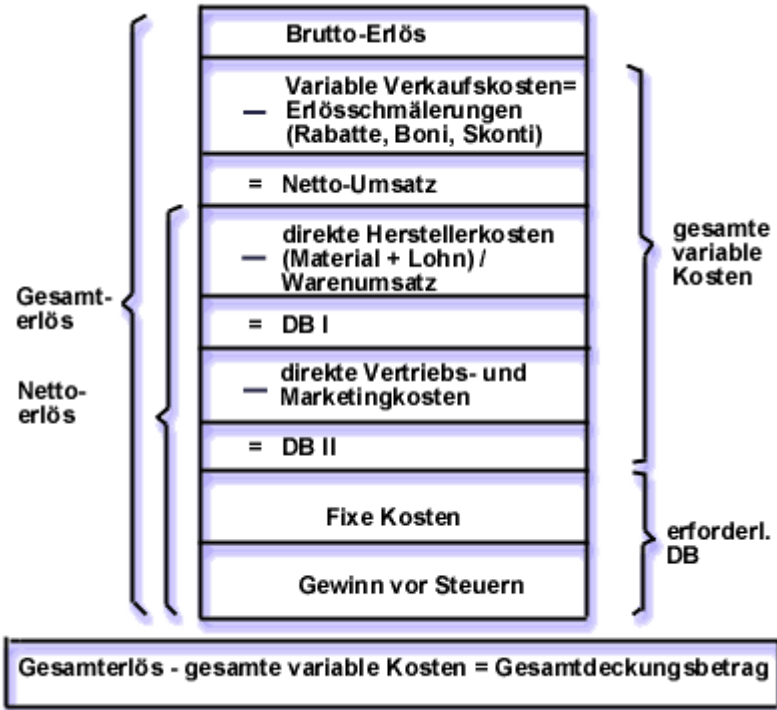 Brutto-Erlös
Variable Verkaufskosten=
— Erlösschmälerungen
(Rabatte, Boni, Skonti)
= Netto-Umsatz
direkte Herstellerkosten
— (Material + Lohn) /
Warenumsatz
= DB I
— direkte Vertriebs- und
Marketingkosten
= DB II
Fixe Kosten
Gewinn vor Steuern
Gesamt-
erlös
Netto-
erlös
gesamte
variable
Kosten
erforderl.
DB
Gesamterlös - gesamte variable Kosten = Gesamtdeckungsbetrag